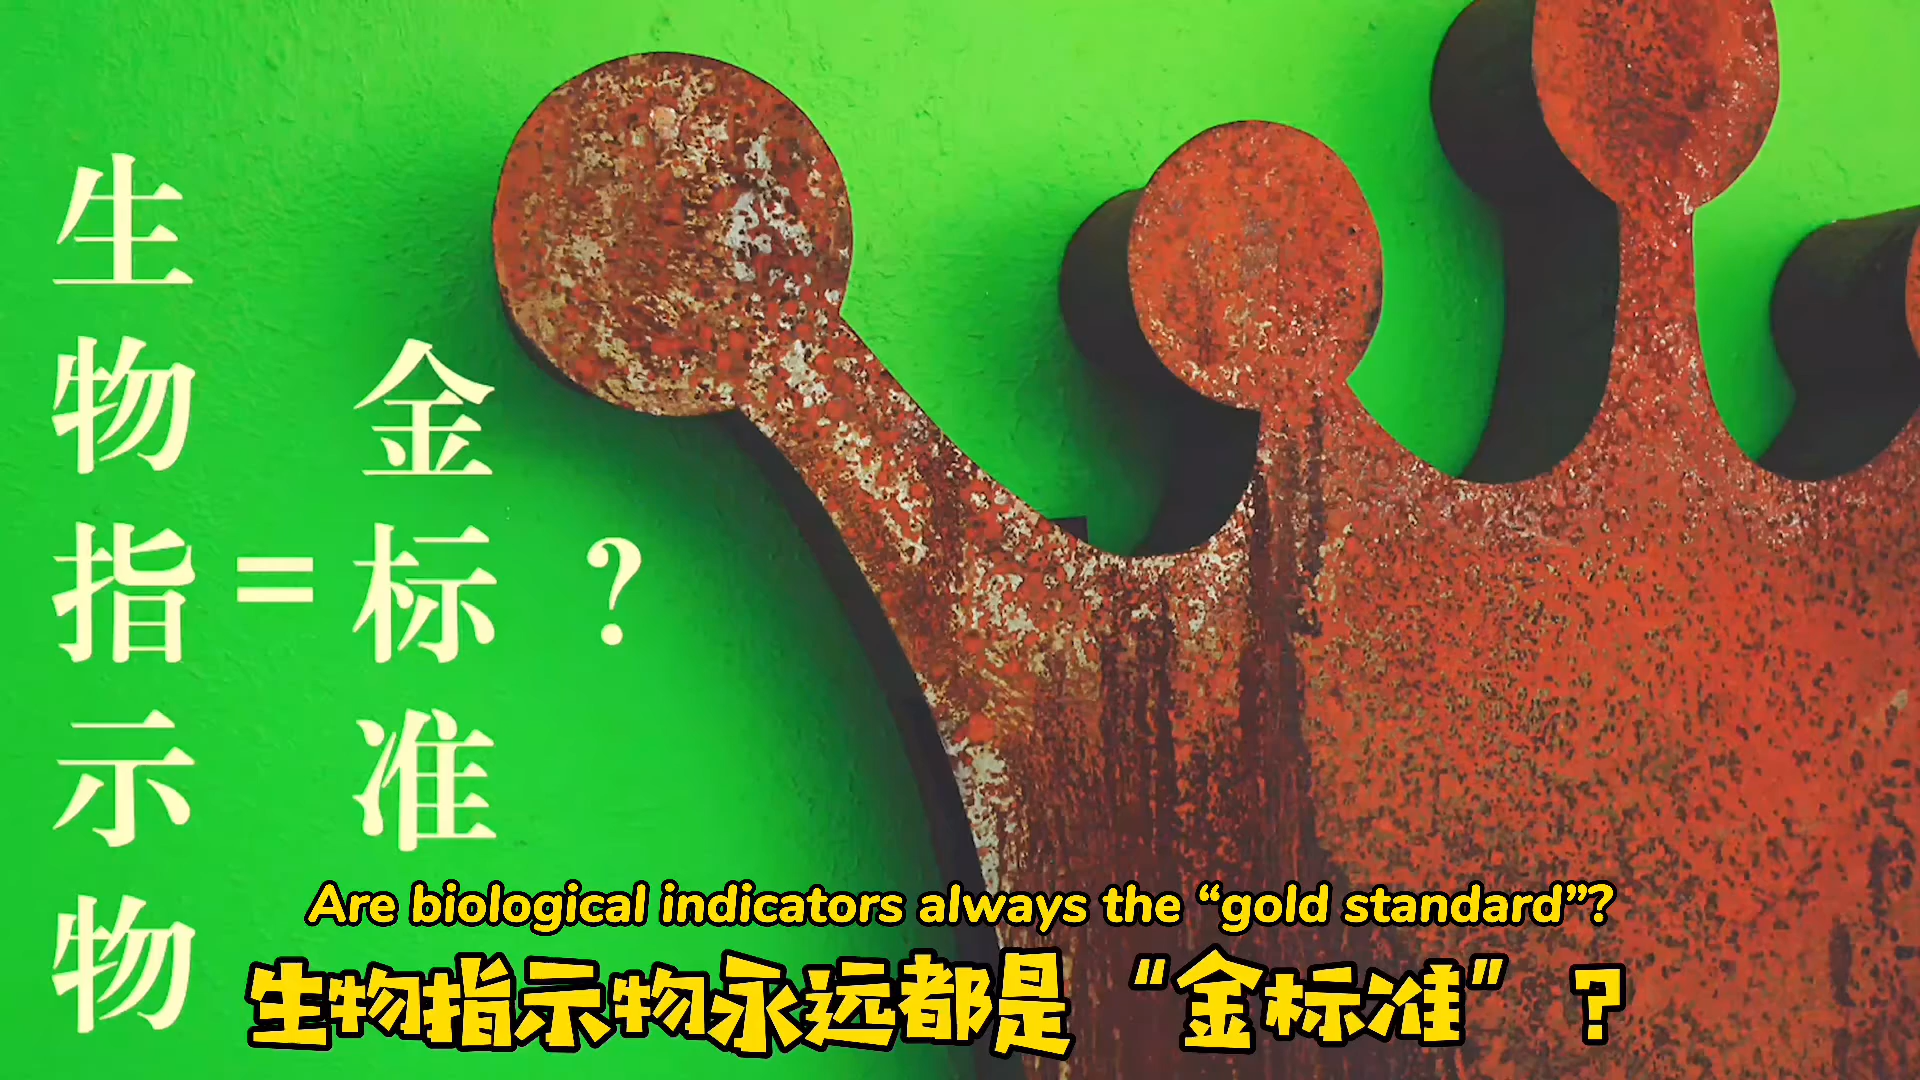 生物指示物
=
金标准
?
Are biological indicators always the “gold standard”?
生物指示物永远都是“金标准”?